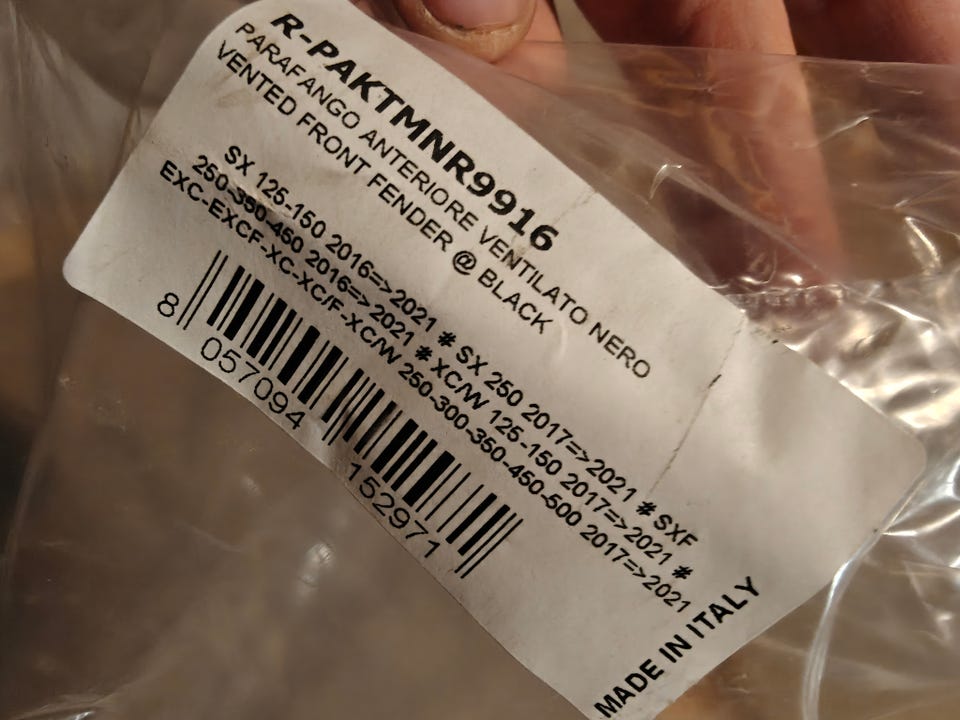 R-PAKTMNR9916
PARAFANGO ANTERIORE VENTILATO NERO
VENTED FRONT FENDER @ BLACK
SX 125-150 2016=>2021 # SX 250 2017=>2021 # SXF
250-350-450 2016=>2021 # XC/W 125-150 2017=>2021 #
EXC-EXCF-XC-XC/F-XC/W 250-300-350-450-500 2017=>2021
8 057094 152971
MADE IN ITALY